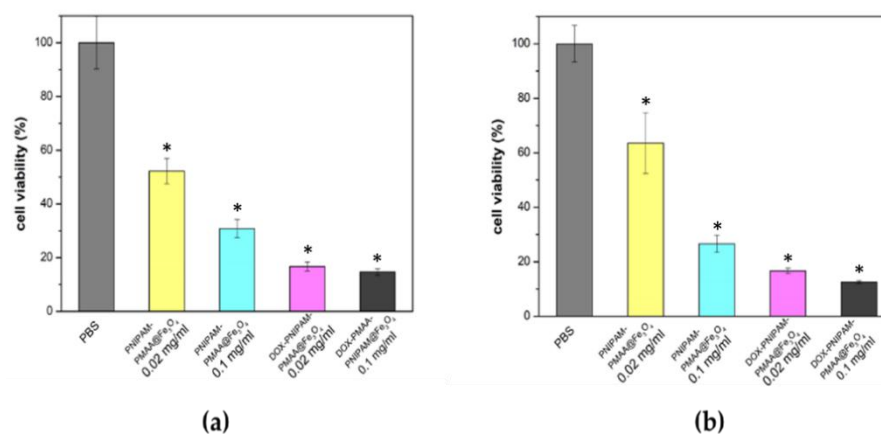 cell viability (%)
100
80
60
40
20
0
*
*
*
*
PBS
PNIPAM-
PMAA@Fe₃O₄
0.02 mg/ml
PNIPAM-
PMAA@Fe₃O₄
0.1 mg/ml
DOX-PNIPAM-
PMAA@Fe₃O₄
0.02 mg/ml
DOX-PMAA-
PNIPAM@Fe₃O₄
0.1 mg/ml
(a)
cell viability (%)
100
80
60
40
20
0
*
*
*
*
PBS
PNIPAM-
PMAA@Fe₃O₄
0.02 mg/ml
PNIPAM-
PMAA@Fe₃O₄
0.1 mg/ml
DOX-PNIPAM-
PMAA@Fe₃O₄
0.02 mg/ml
DOX-PNIPAM-
PMAA@Fe₃O₄
0.1 mg/ml
(b)